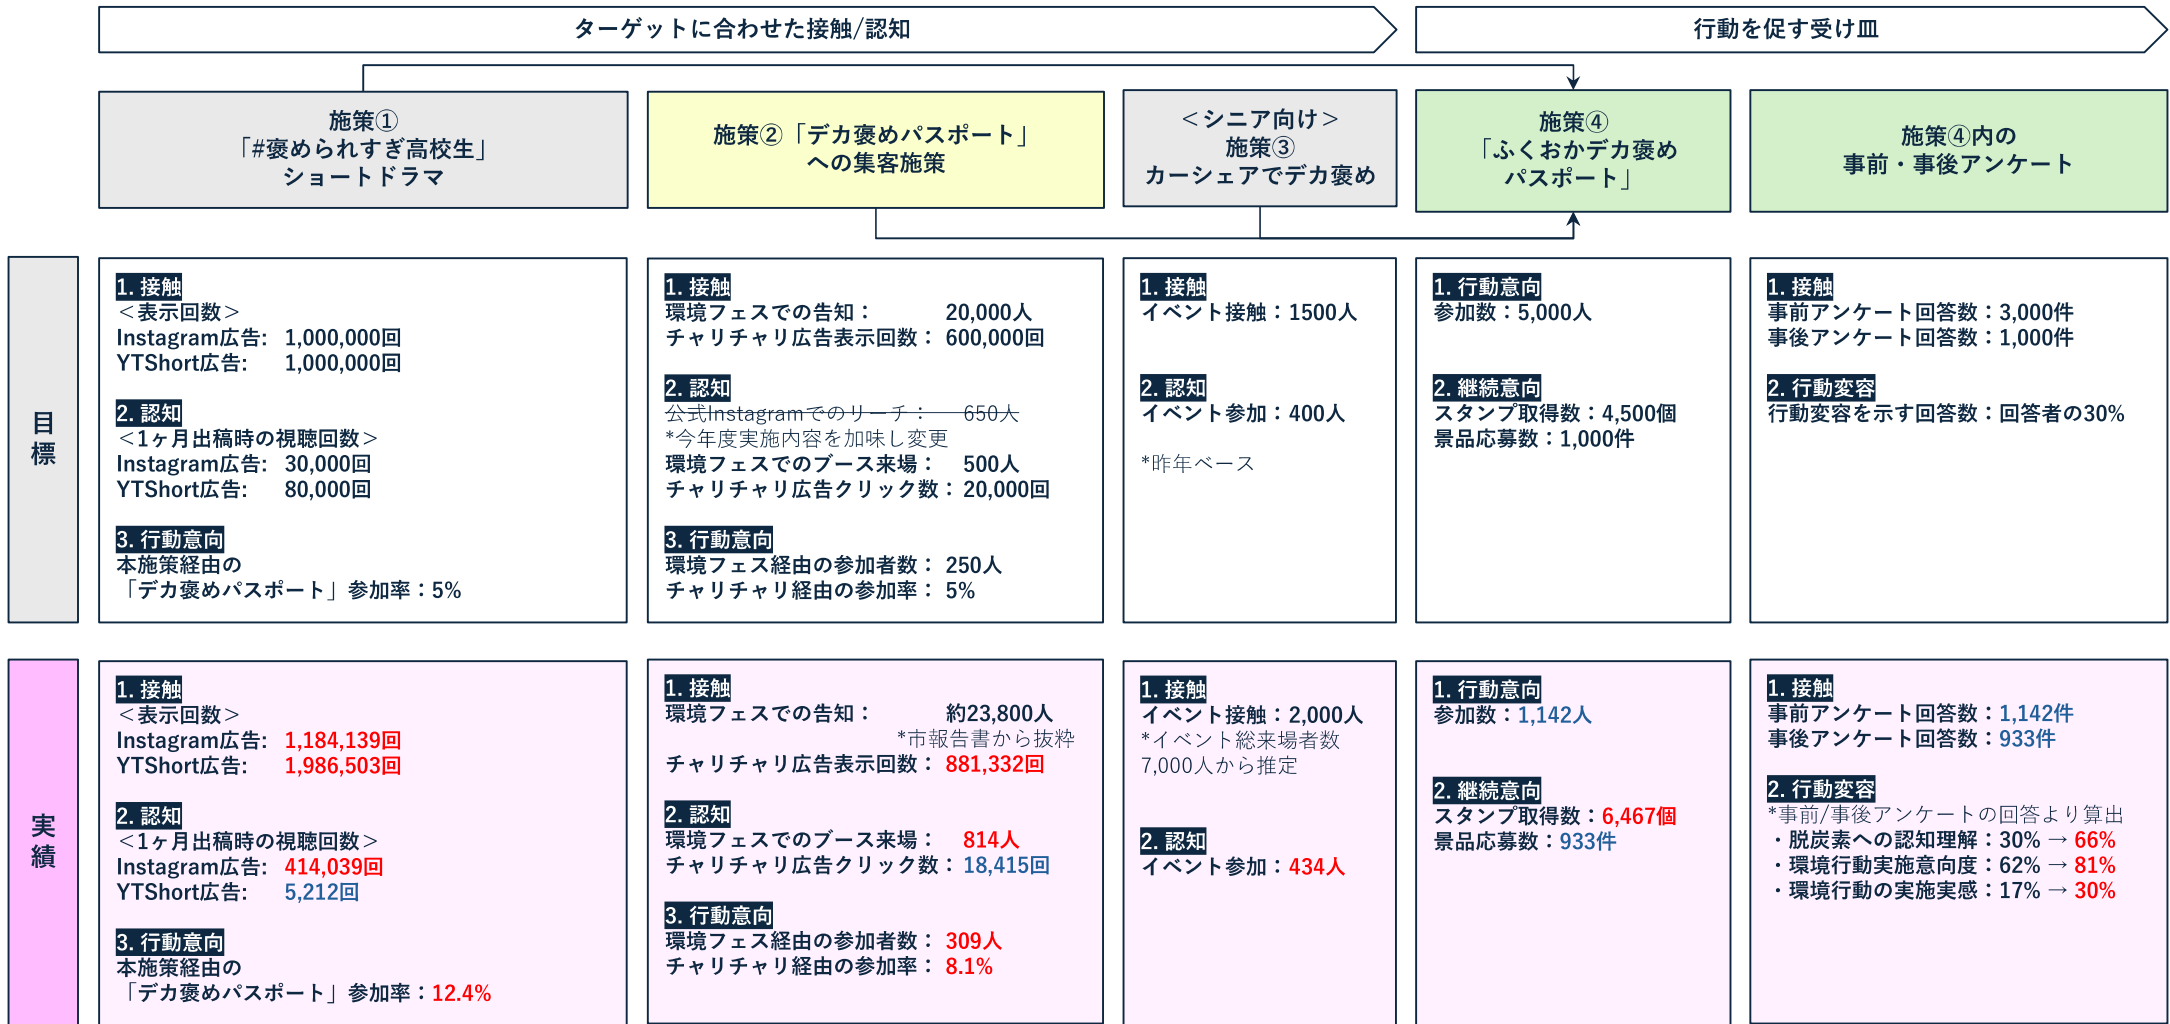 ターゲットに合わせた接触/認知
行動を促す受け皿
施策①
「#褒められすぎ高校生」
ショートドラマ
施策②「デカ褒めパスポート」
への集客施策
＜シニア向け＞
施策③
カーシェアでデカ褒め
施策④
「ふくおかデカ褒め
パスポート」
施策④内の
事前・事後アンケート
目標
1. 接触
＜表示回数＞
Instagram広告: 1,000,000回
YTShort広告: 1,000,000回
2. 認知
＜1ヶ月出稿時の視聴回数＞
Instagram広告: 30,000回
YTShort広告: 80,000回
3. 行動意向
本施策経由の
「デカ褒めパスポート」参加率：5%
1. 接触
環境フェスでの告知： 20,000人
チャリチャリ広告表示回数： 600,000回
2. 認知
公式Instagramでのリーチ： 650人
*今年度実施内容を加味し変更
環境フェスでのブース来場： 500人
チャリチャリ広告クリック数： 20,000回
3. 行動意向
環境フェス経由の参加者数： 250人
チャリチャリ経由の参加率： 5%
1. 接触
イベント接触：1500人
2. 認知
イベント参加：400人
*昨年ベース
1. 行動意向
参加数：5,000人
2. 継続意向
スタンプ取得数：4,500個
景品応募数：1,000件
1. 接触
事前アンケート回答数：3,000件
事後アンケート回答数：1,000件
2. 行動変容
行動変容を示す回答数：回答者の30%
実績
1. 接触
＜表示回数＞
Instagram広告: 1,184,139回
YTShort広告: 1,986,503回
2. 認知
＜1ヶ月出稿時の視聴回数＞
Instagram広告: 414,039回
YTShort広告: 5,212回
3. 行動意向
本施策経由の
「デカ褒めパスポート」参加率：12.4%
1. 接触
環境フェスでの告知： 約23,800人
*市報告書から抜粋
チャリチャリ広告表示回数： 881,332回
2. 認知
環境フェスでのブース来場： 814人
チャリチャリ広告クリック数： 18,415回
3. 行動意向
環境フェス経由の参加者数： 309人
チャリチャリ経由の参加率： 8.1%
1. 接触
イベント接触：2,000人
*イベント総来場者数
7,000人から推定
2. 認知
イベント参加：434人
1. 行動意向
参加数：1,142人
2. 継続意向
スタンプ取得数：6,467個
景品応募数：933件
1. 接触
事前アンケート回答数：1,142件
事後アンケート回答数：933件
2. 行動変容
*事前/事後アンケートの回答より算出
・脱炭素への認知理解：30% → 66%
・環境行動実施意向度：62% → 81%
・環境行動の実施実感：17% → 30%